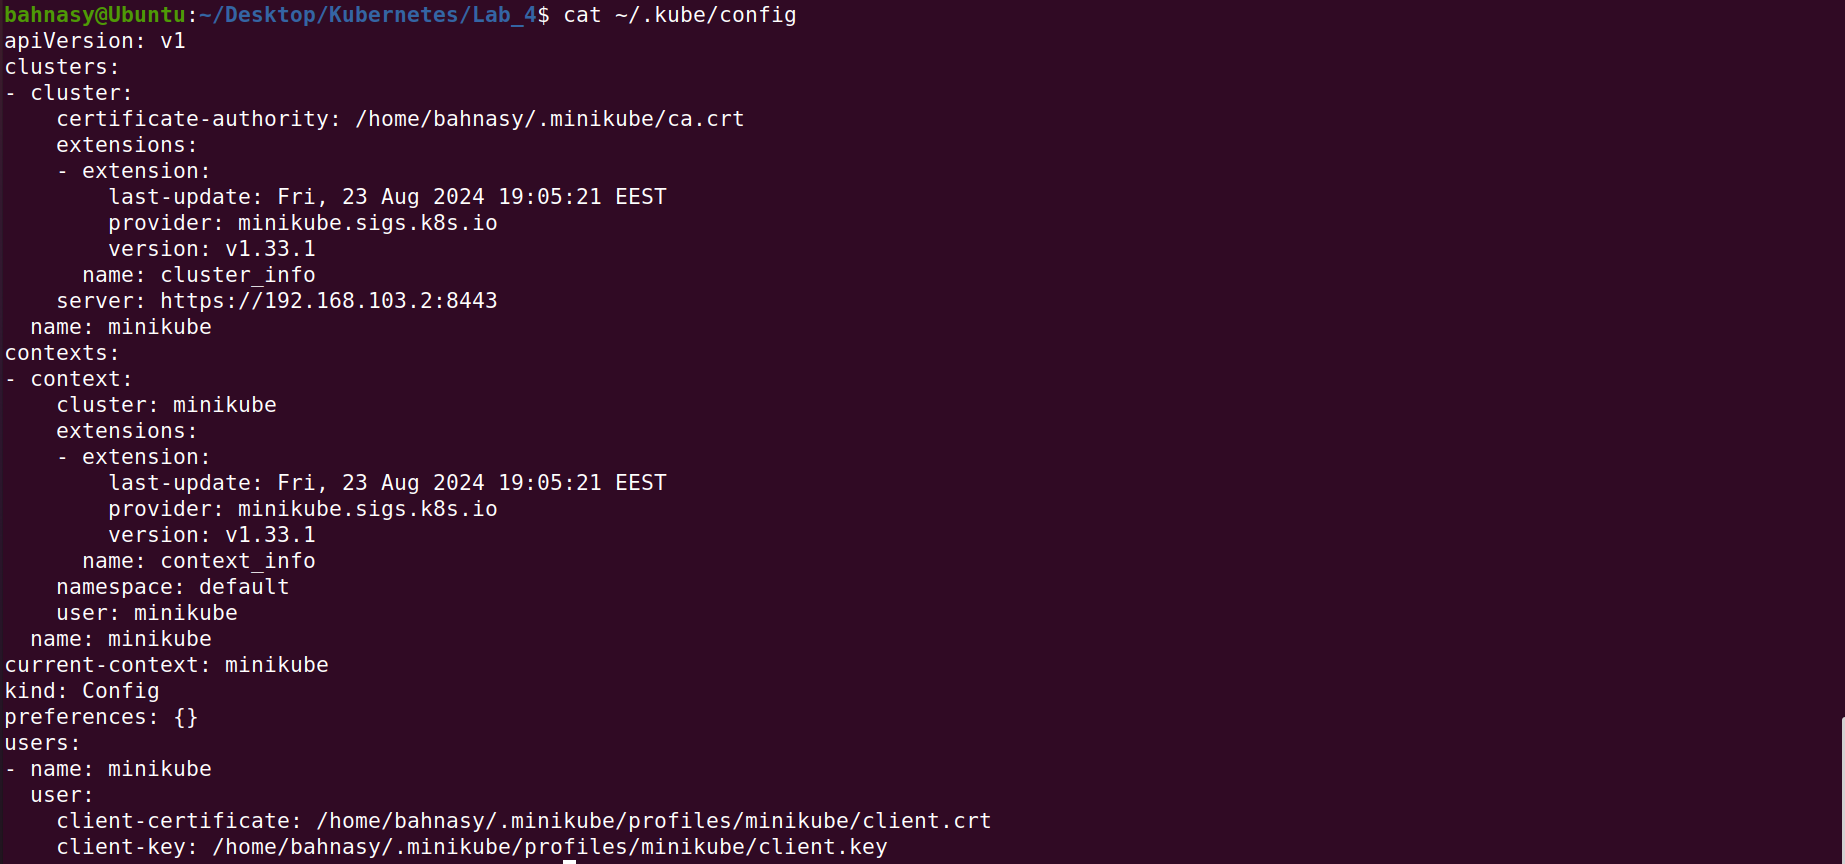 bahnasy@Ubuntu:~/Desktop/Kubernetes/Lab_4$ cat ~/.kube/config
apiVersion: v1
clusters:
- cluster:
    certificate-authority: /home/bahnasy/.minikube/ca.crt
    extensions:
    - extension:
        last-update: Fri, 23 Aug 2024 19:05:21 EEST
        provider: minikube.sigs.k8s.io
        version: v1.33.1
      name: cluster_info
    server: https://192.168.103.2:8443
  name: minikube
contexts:
- context:
    cluster: minikube
    extensions:
    - extension:
        last-update: Fri, 23 Aug 2024 19:05:21 EEST
        provider: minikube.sigs.k8s.io
        version: v1.33.1
      name: context_info
    namespace: default
    user: minikube
  name: minikube
current-context: minikube
kind: Config
preferences: {}
users:
- name: minikube
  user:
    client-certificate: /home/bahnasy/.minikube/profiles/minikube/client.crt
    client-key: /home/bahnasy/.minikube/profiles/minikube/client.key